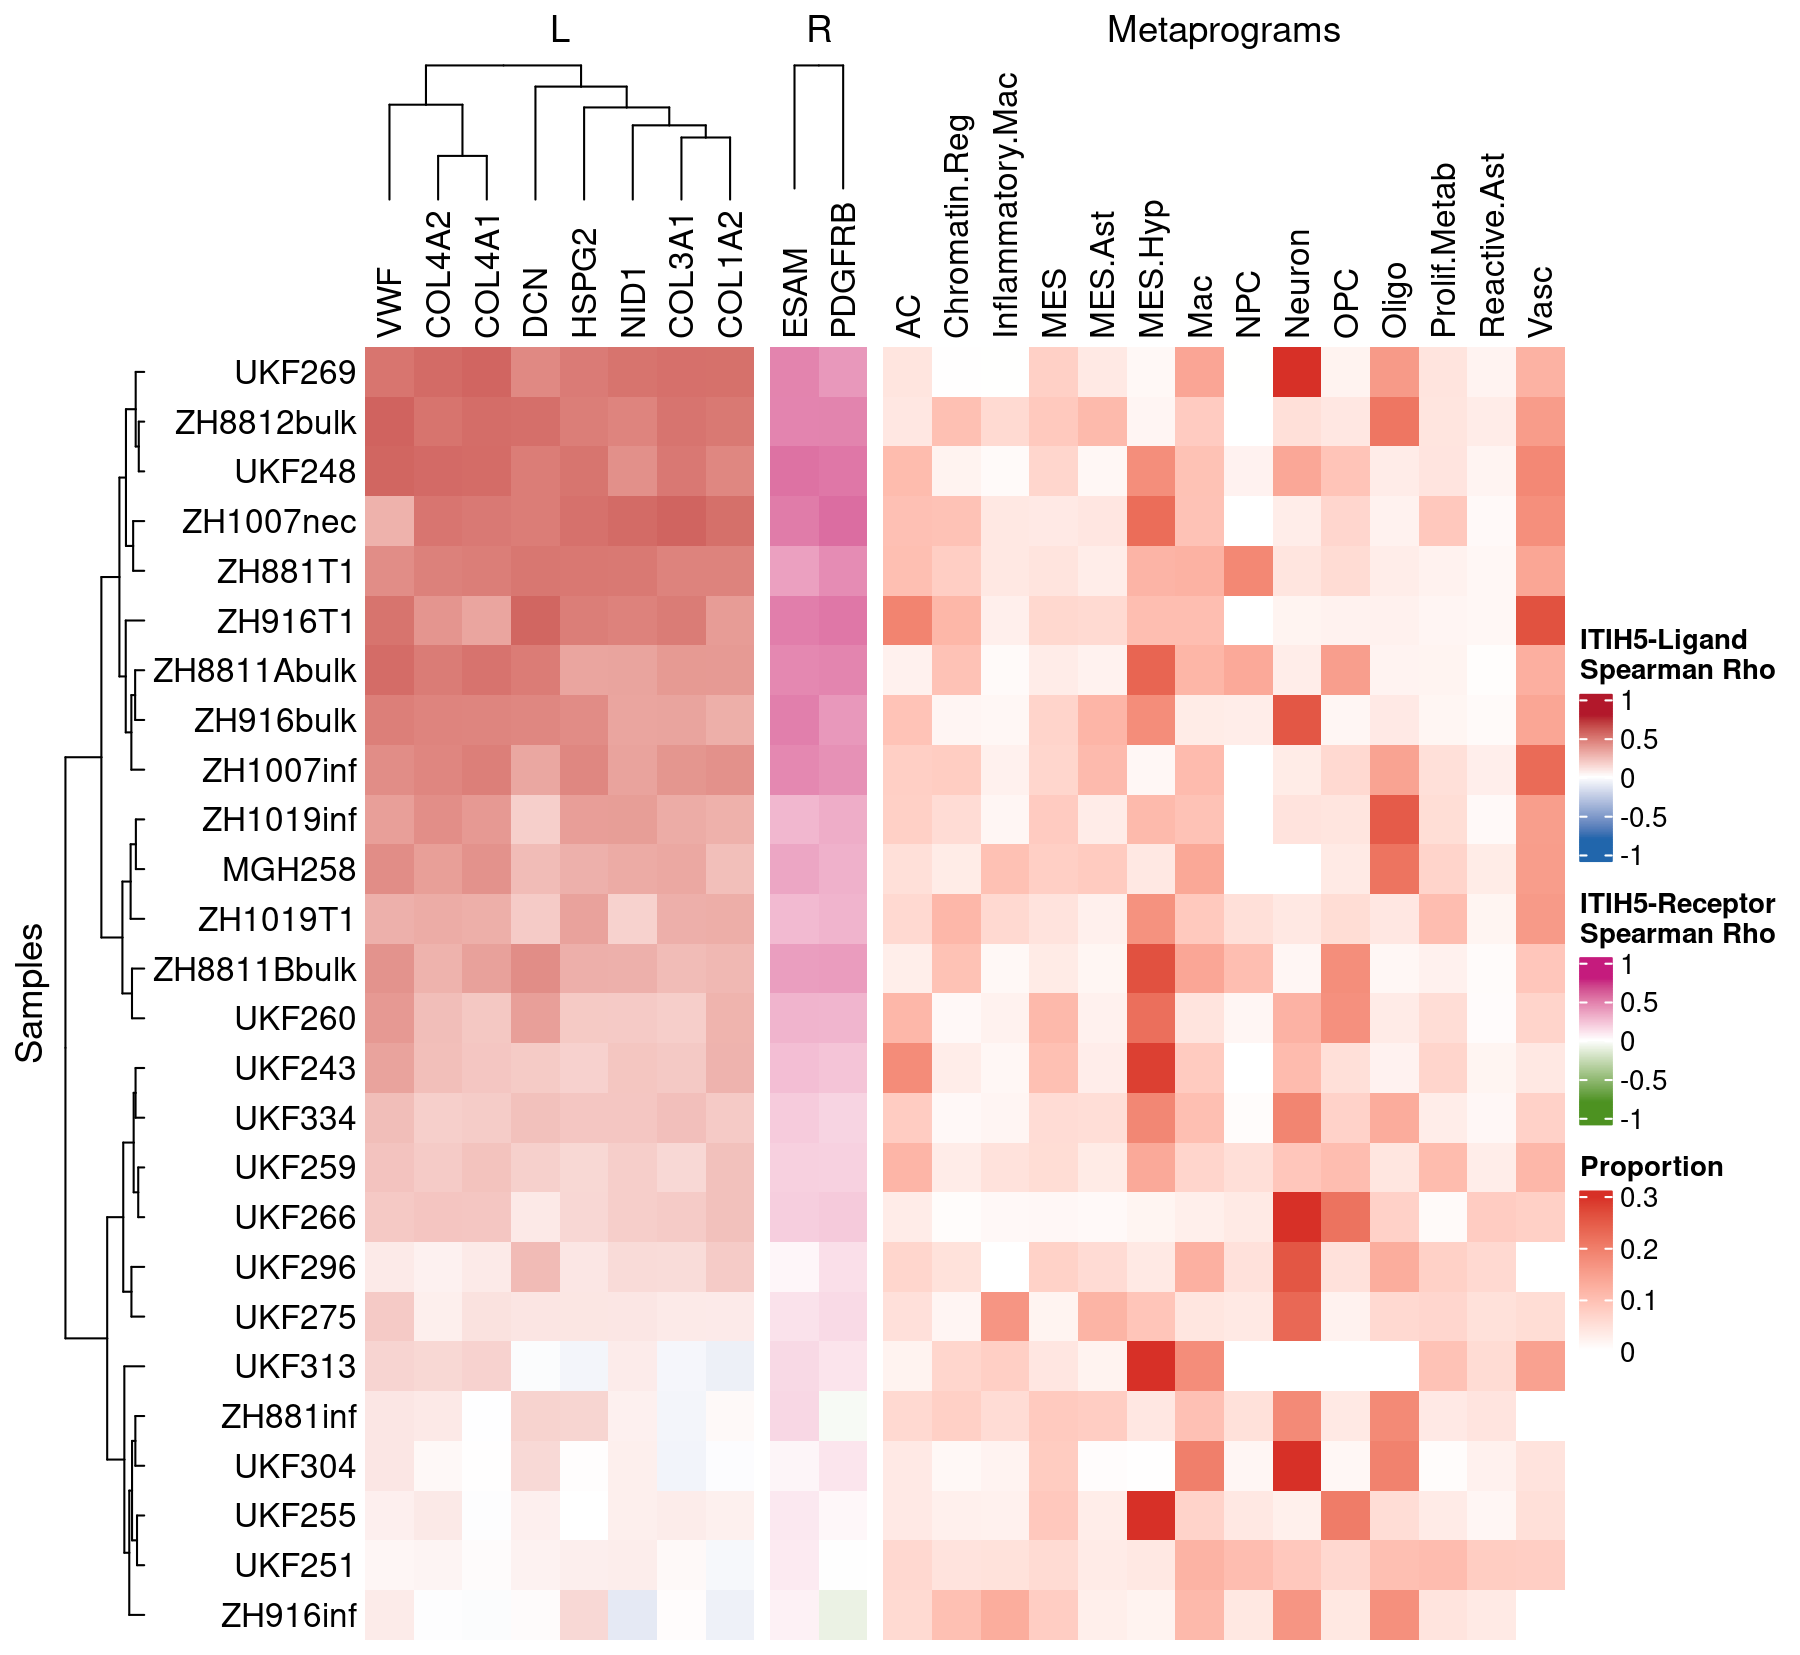 L
R
Metaprograms
VWF
COL4A2
COL4A1
DCN
HSPG2
NID1
COL3A1
COL1A2
ESAM
PDGFRB
AC
Chromatin.Reg
Inflammatory.Mac
MES
MES.Ast
MES.Hyp
Mac
NPC
Neuron
OPC
Oligo
Prolif.Metab
Reactive.Ast
Vasc
Samples
UKF269
ZH8812bulk
UKF248
ZH1007nec
ZH881T1
ZH916T1
ZH8811Abulk
ZH916bulk
ZH1007inf
ZH1019inf
MGH258
ZH1019T1
ZH8811Bbulk
UKF260
UKF243
UKF334
UKF259
UKF266
UKF296
UKF275
UKF313
ZH881inf
UKF304
UKF255
UKF251
ZH916inf
ITIH5-Ligand
Spearman Rho
1
0.5
0
-0.5
-1
ITIH5-Receptor
Spearman Rho
1
0.5
0
-0.5
-1
Proportion
0.3
0.2
0.1
0